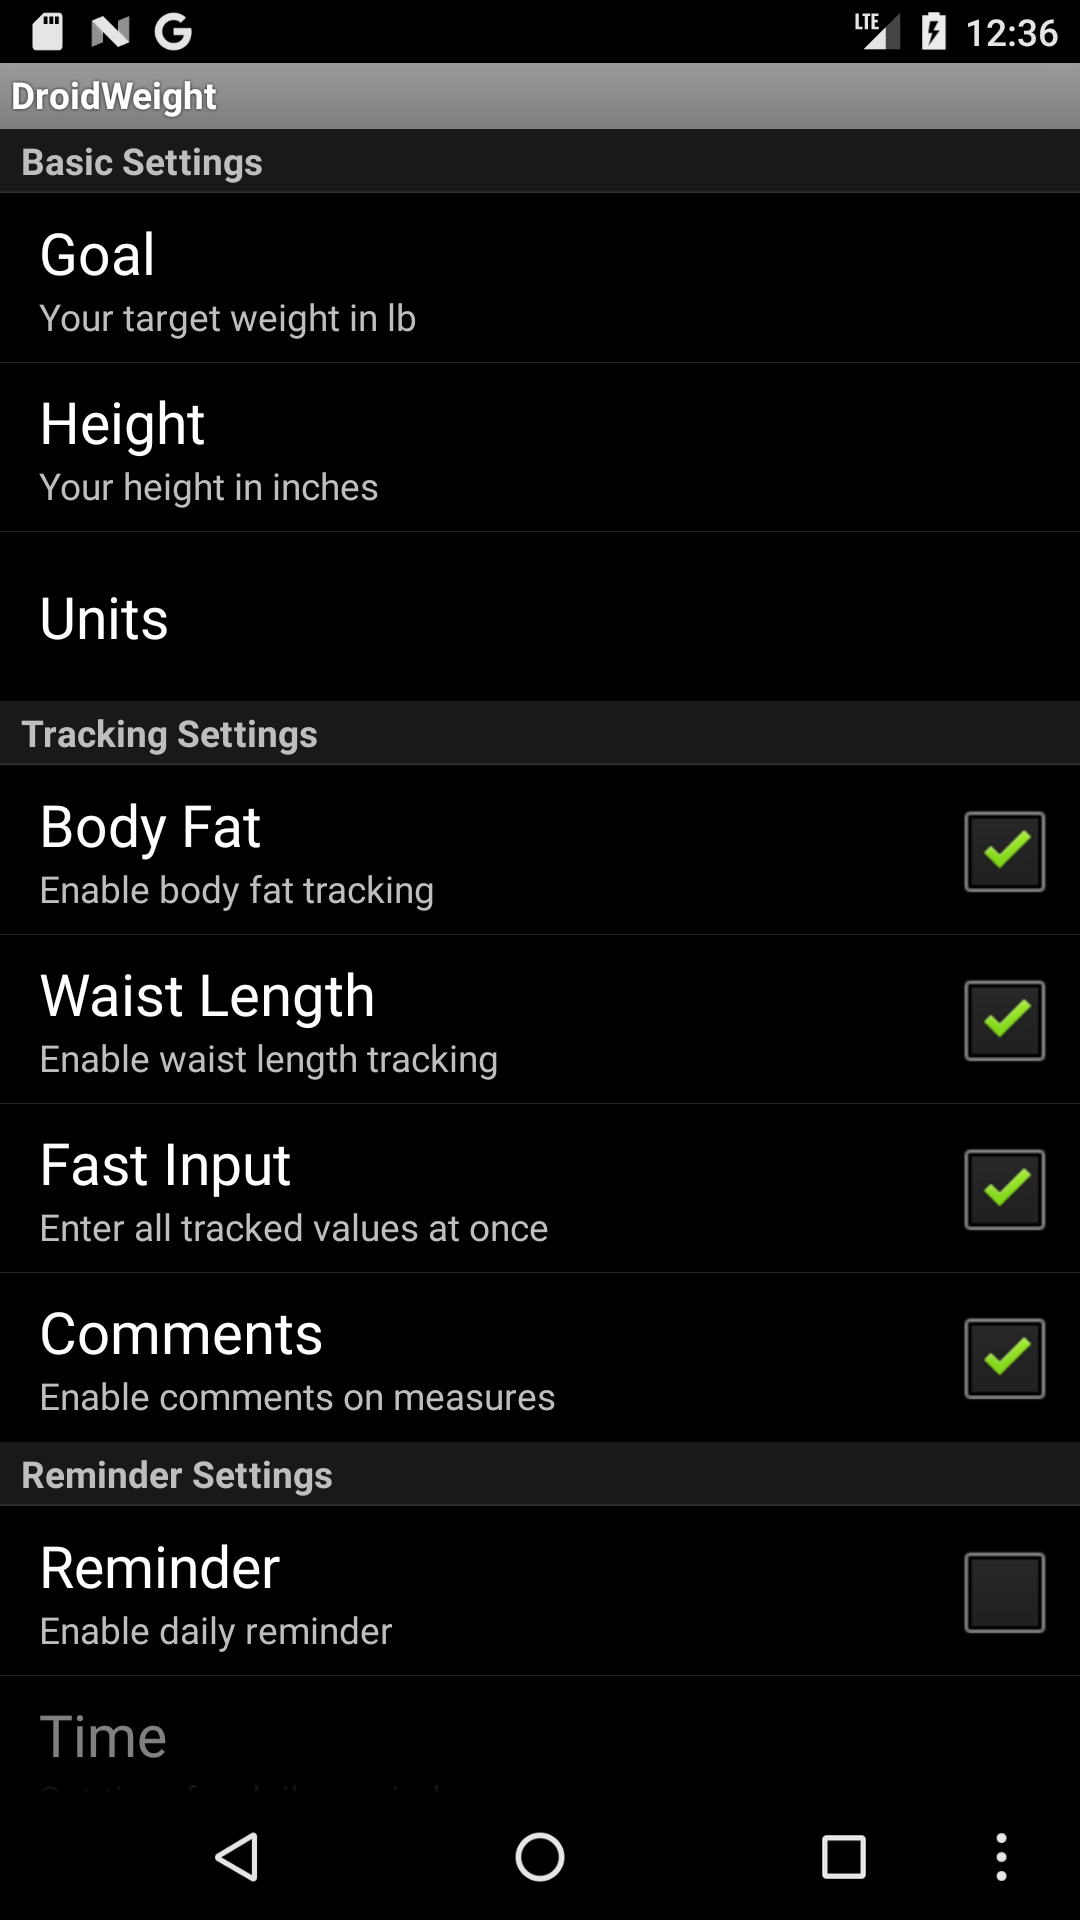 LTE 12:36
DroidWeight
Basic Settings
Goal
Your target weight in lb
Height
Your height in inches
Units
Tracking Settings
Body Fat
Enable body fat tracking
Waist Length
Enable waist length tracking
Fast Input
Enter all tracked values at once
Comments
Enable comments on measures
Reminder Settings
Reminder
Enable daily reminder
Time